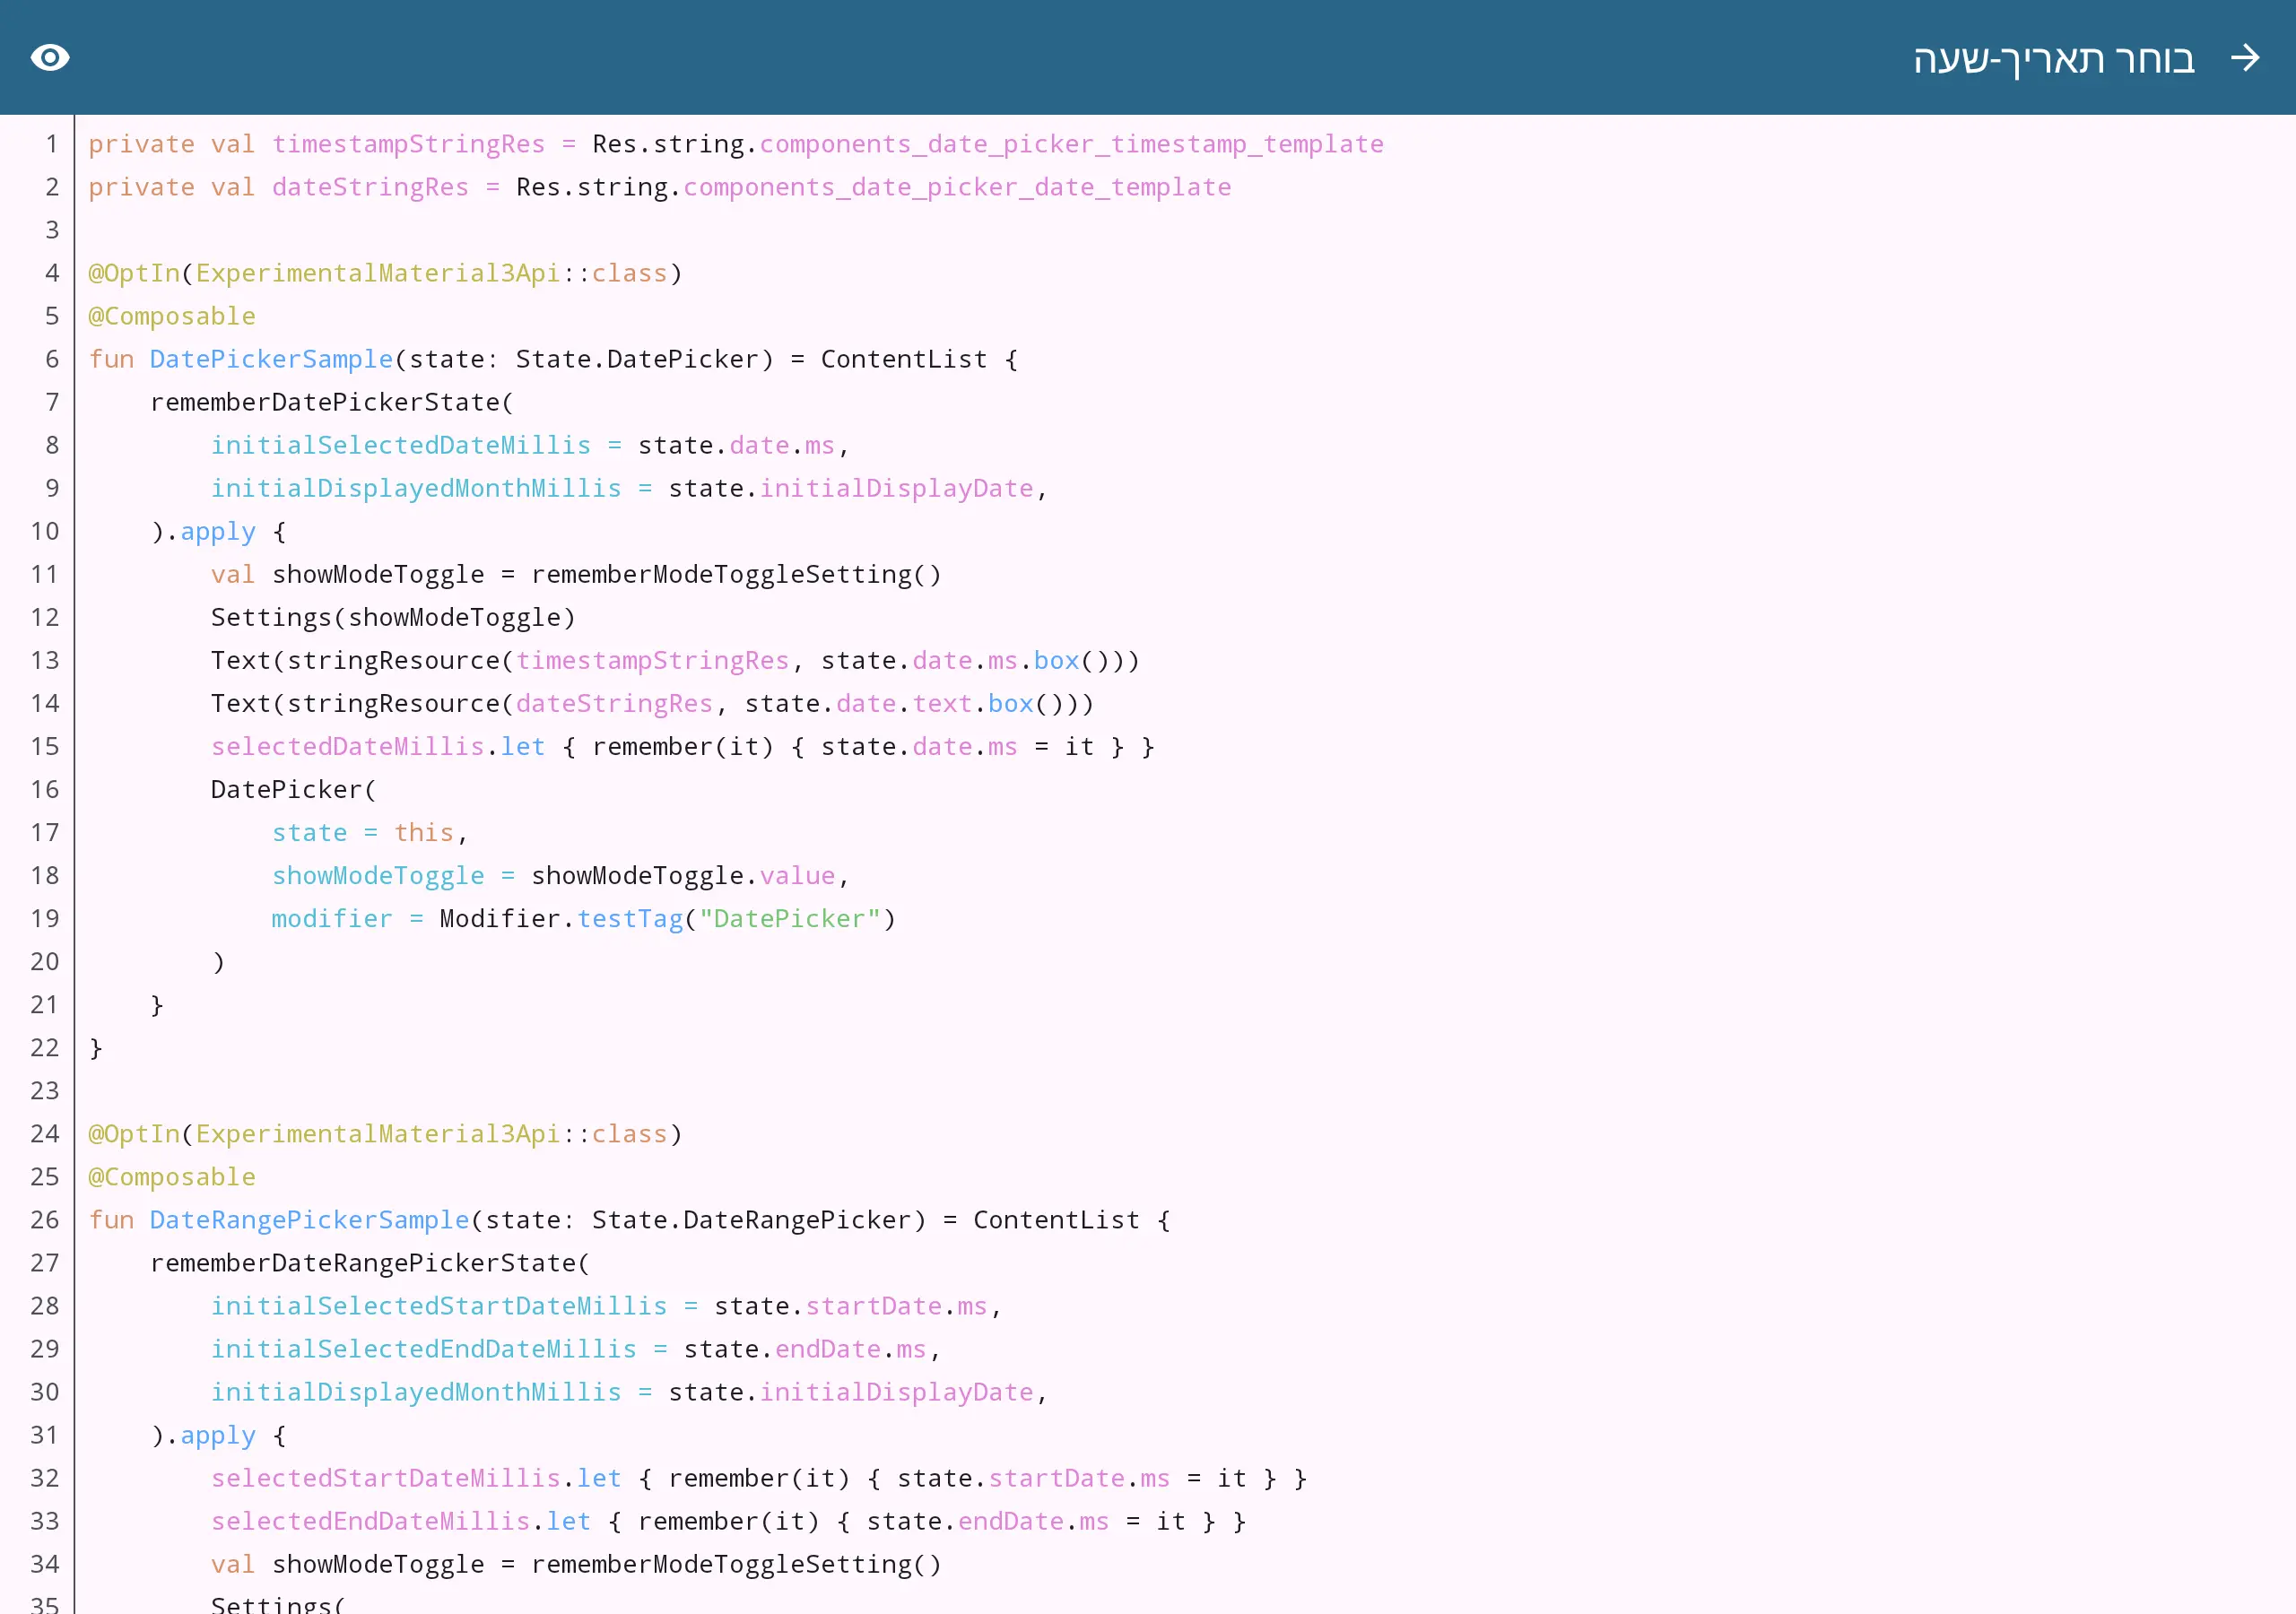 בוחר תאריך-שעה
1 private val timestampStringRes = Res.string.components_date_picker_timestamp_template
2 private val dateStringRes = Res.string.components_date_picker_date_template
3
4 @OptIn(ExperimentalMaterial3Api::class)
5 @Composable
6 fun DatePickerSample(state: State.DatePicker) = ContentList {
7     rememberDatePickerState(
8         initialSelectedDateMillis = state.date.ms,
9         initialDisplayedMonthMillis = state.initialDisplayDate,
10     ).apply {
11         val showModeToggle = rememberModeToggleSetting()
12         Settings(showModeToggle)
13         Text(stringResource(timestampStringRes, state.date.ms.box()))
14         Text(stringResource(dateStringRes, state.date.text.box()))
15         selectedDateMillis.let { remember(it) { state.date.ms = it } }
16         DatePicker(
17             state = this,
18             showModeToggle = showModeToggle.value,
19             modifier = Modifier.testTag("DatePicker")
20         )
21     }
22 }
23
24 @OptIn(ExperimentalMaterial3Api::class)
25 @Composable
26 fun DateRangePickerSample(state: State.DateRangePicker) = ContentList {
27     rememberDateRangePickerState(
28         initialSelectedStartDateMillis = state.startDate.ms,
29         initialSelectedEndDateMillis = state.endDate.ms,
30         initialDisplayedMonthMillis = state.initialDisplayDate,
31     ).apply {
32         selectedStartDateMillis.let { remember(it) { state.startDate.ms = it } }
33         selectedEndDateMillis.let { remember(it) { state.endDate.ms = it } }
34         val showModeToggle = rememberModeToggleSetting()
35         Settings(